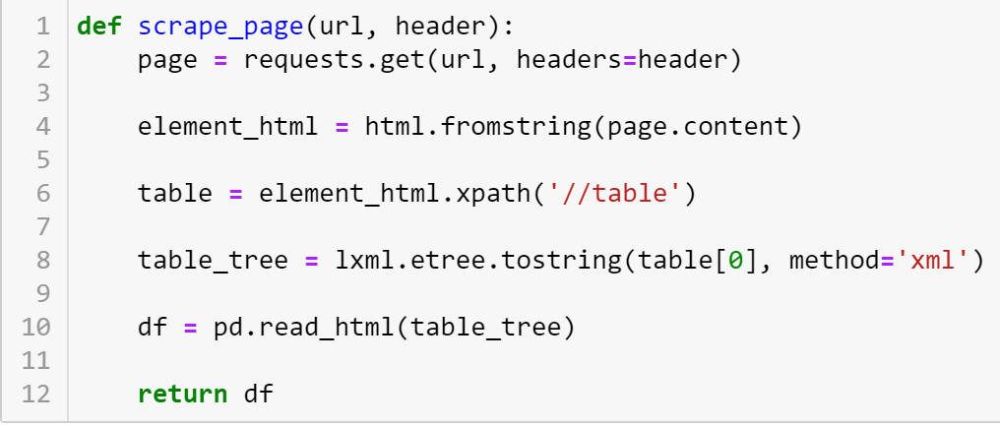 1 def scrape_page(url, header):
2     page = requests.get(url, headers=header)
3
4     element_html = html.fromstring(page.content)
5
6     table = element_html.xpath('//table')
7
8     table_tree = lxml.etree.tostring(table[0], method='xml')
9
10     df = pd.read_html(table_tree)
11
12     return df